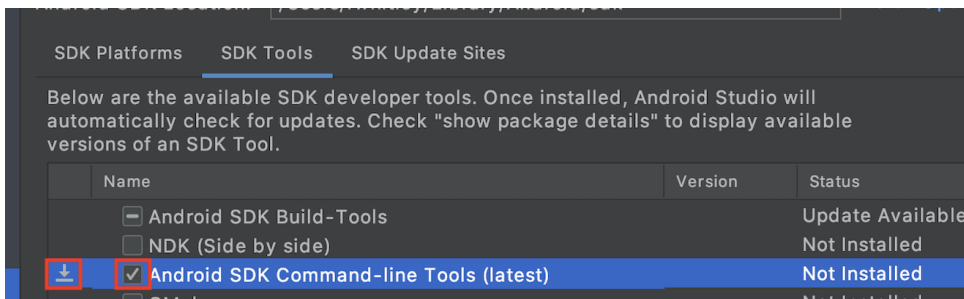 SDK Platforms SDK Tools SDK Update Sites
Below are the available SDK developer tools. Once installed, Android Studio will
automatically check for updates. Check "show package details" to display available
versions of an SDK Tool.
Name Version Status
Android SDK Build-Tools Update Available
NDK (Side by side) Not Installed
Android SDK Command-line Tools (latest) Not Installed